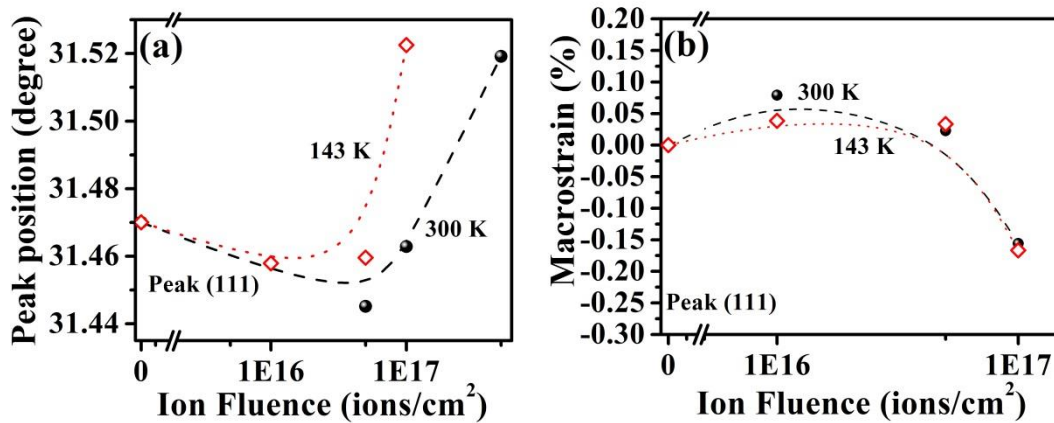 (a)
Peak position (degree)
31.52
31.50
31.48
31.46
31.44
143 K
300 K
Peak (111)
0
1E16
1E17
Ion Fluence (ions/cm²)
(b)
Macrostrain (%)
0.20
0.15
0.10
0.05
0.00
-0.05
-0.10
-0.15
-0.20
-0.25
-0.30
300 K
143 K
Peak (111)
0
1E16
1E17
Ion Fluence (ions/cm²)